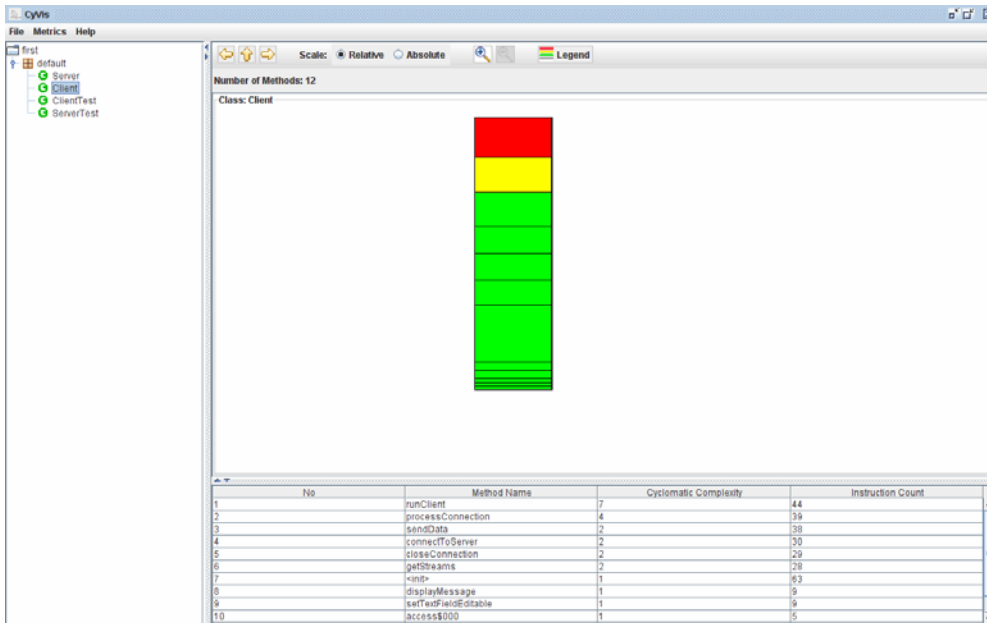 CyVis
File Metrics Help
first
default
Server
Client
ClientTest
ServerTest
Scale: Relative Absolute Legend
Number of Methods: 12
Class: Client
No Method Name Cyclomatic Complexity Instruction Count
1 runClient 7 44
2 processConnection 4 39
3 sendData 2 38
4 connectToServer 2 30
5 closeConnection 2 29
6 getStreams 2 28
7 <init> 1 63
8 displayMessage 1 9
9 setTextFieldEditable 1 9
10 access$000 1 5